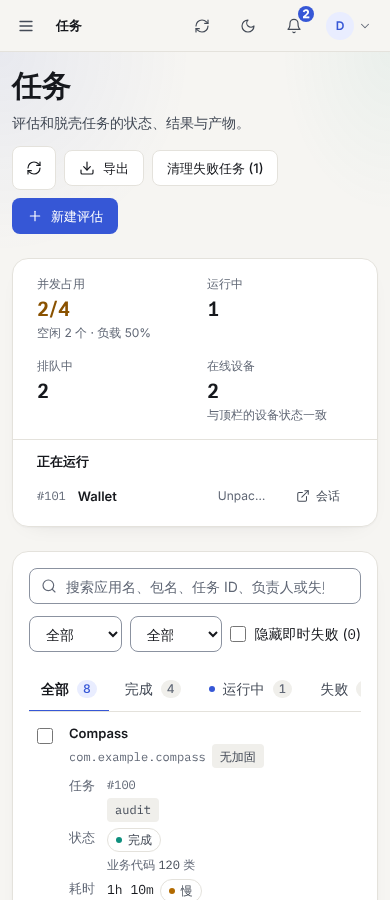 任务
2
D
任务
评估和脱壳任务的状态、结果与产物。
导出
清理失败任务 (1)
新建评估
并发占用
运行中
2/4
1
空闲 2 个 · 负载 50%
排队中
在线设备
2
2
与顶栏的设备状态一致
正在运行
#101 Wallet Unpac... 会话
搜索应用名、包名、任务 ID、负责人或失
全部 全部 隐藏即时失败 (0)
全部 8 完成 4 运行中 1 失败
Compass
com.example.compass 无加固
任务 #100
audit
状态 完成
业务代码 120 类
耗时 1h 10m 慢